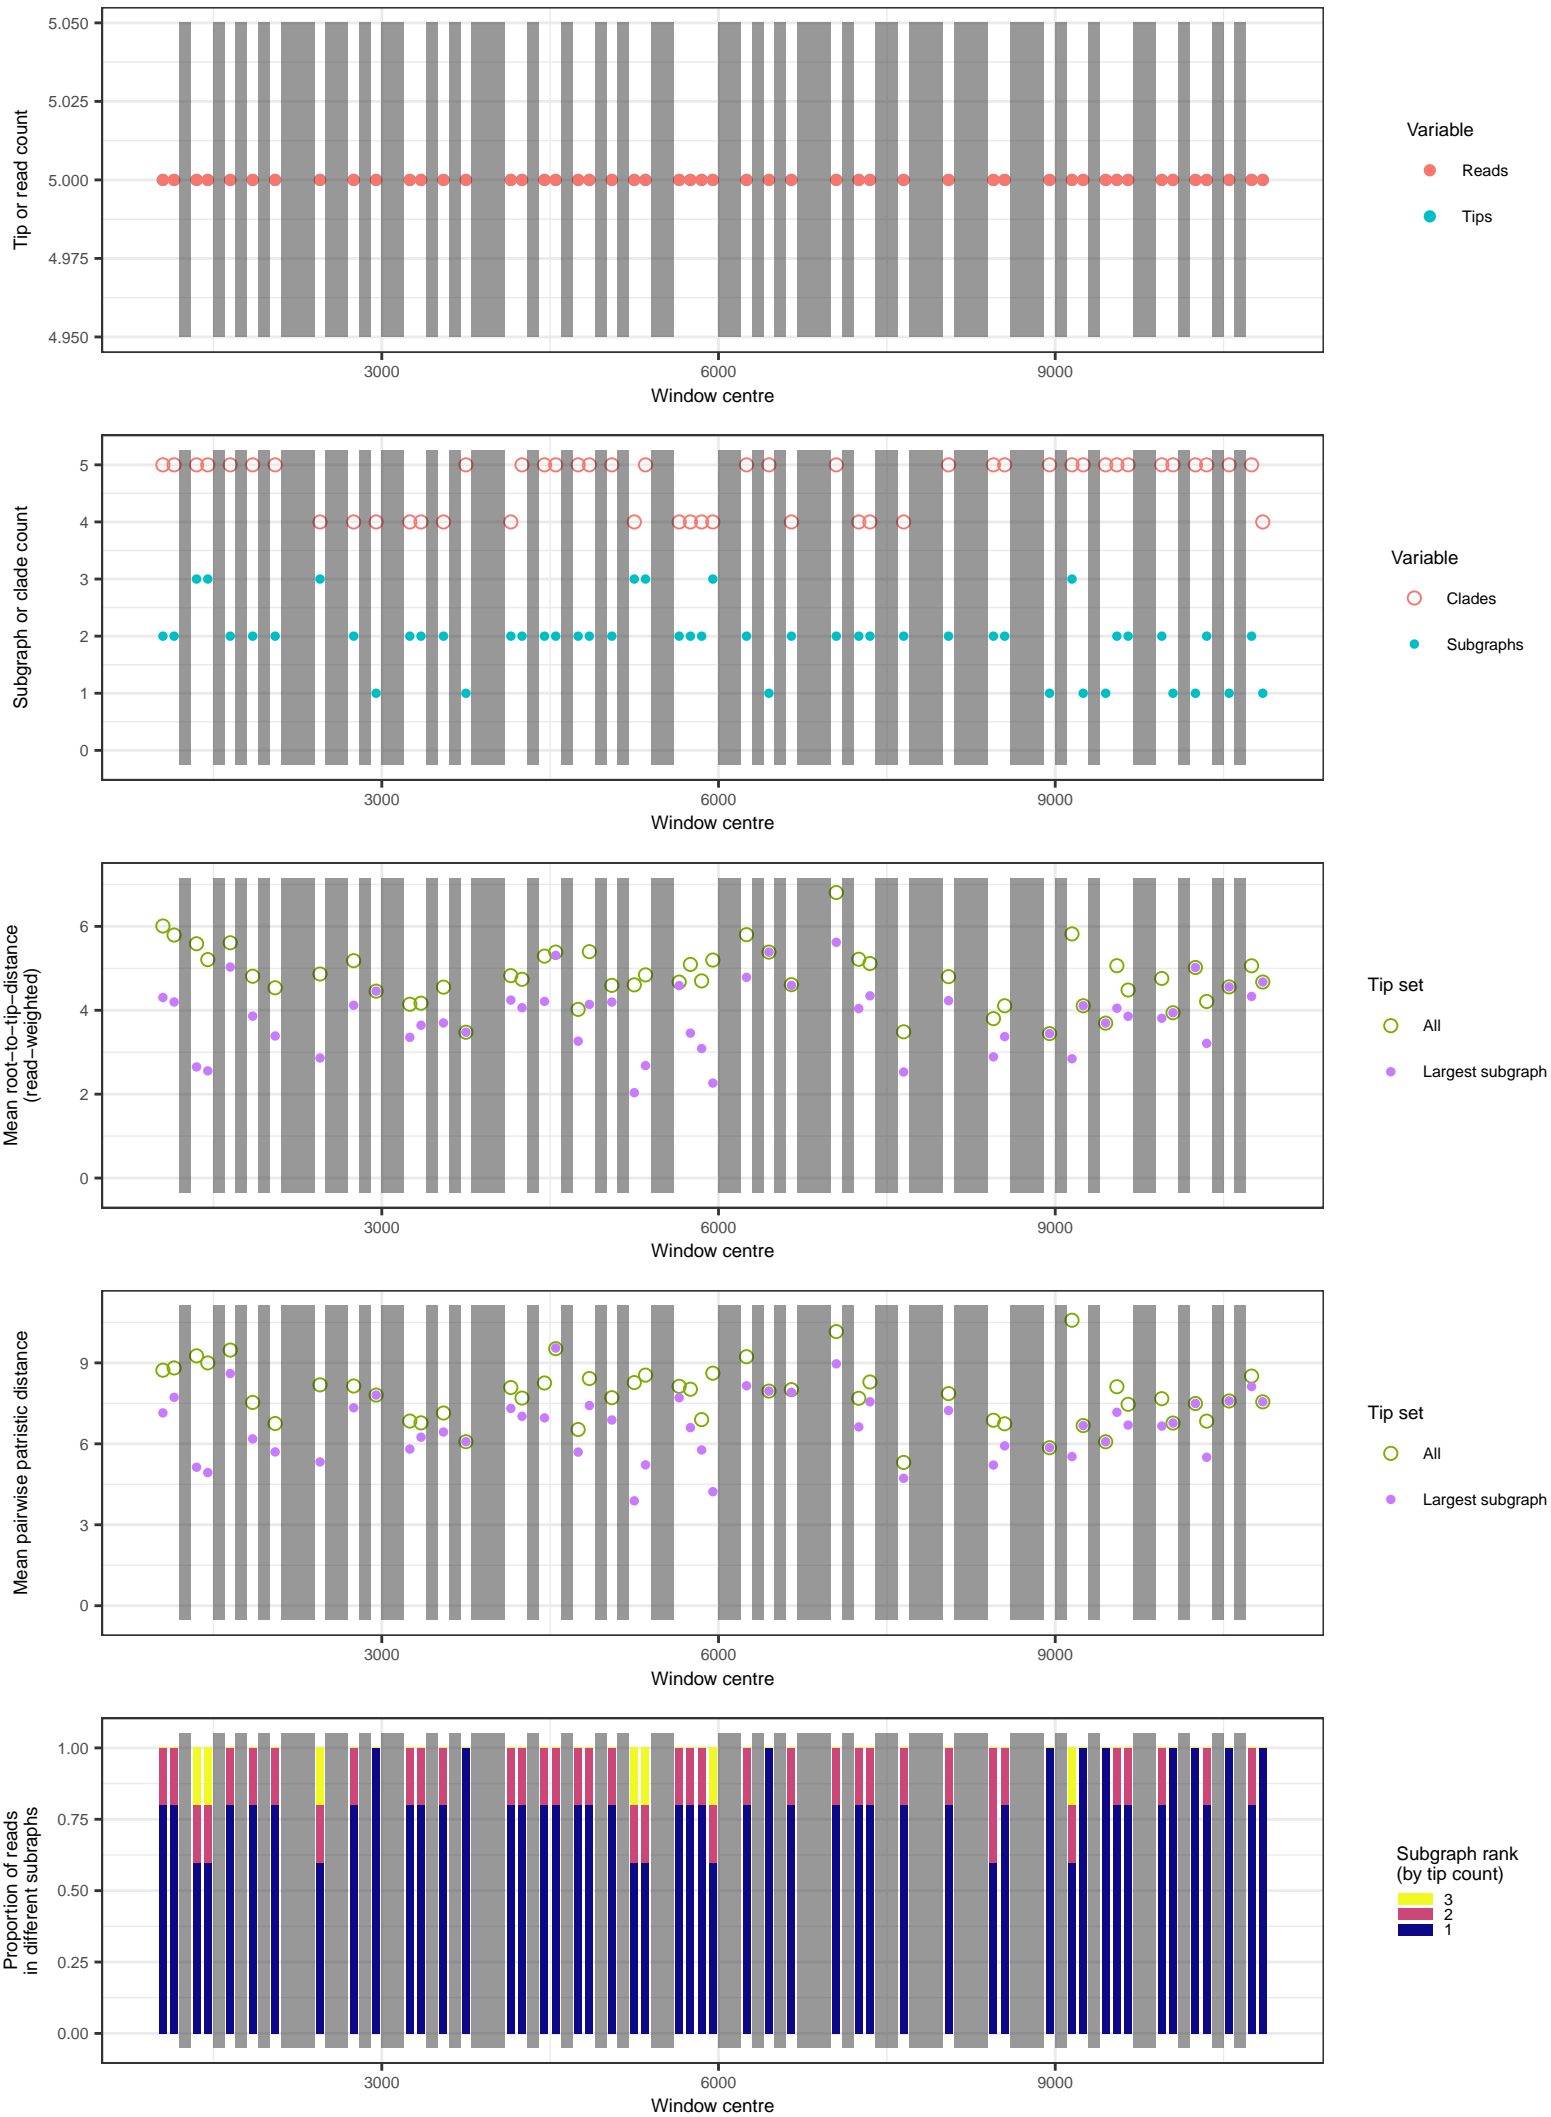 5.050
5.025
5.000
4.975
4.950
Tip or read count
3000
6000
9000
Window centre
Variable
Reads
Tips
5
4
3
2
1
0
Subgraph or clade count
3000
6000
9000
Window centre
Variable
Clades
Subgraphs
6
4
2
0
Mean root−to−tip−distance
(read−weighted)
3000
6000
9000
Window centre
Tip set
All
Largest subgraph
9
6
3
0
Mean pairwise patristic distance
3000
6000
9000
Window centre
Tip set
All
Largest subgraph
1.00
0.75
0.50
0.25
0.00
Proportion of reads
in different subraphs
3000
6000
9000
Window centre
Subgraph rank
(by tip count)
3
2
1